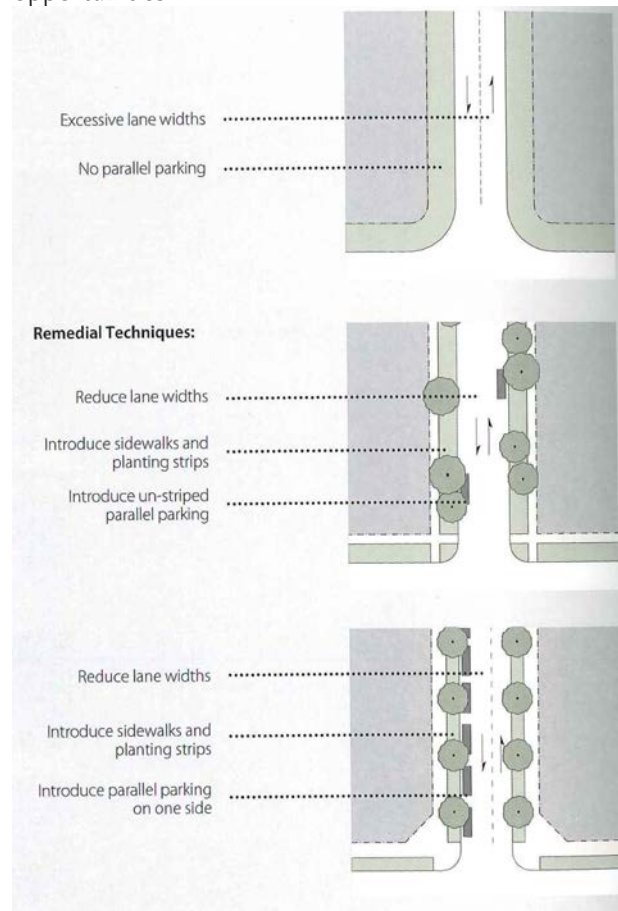 Excessive lane widths
No parallel parking
Remedial Techniques:
Reduce lane widths
Introduce sidewalks and
planting strips
Introduce un-striped
parallel parking
Reduce lane widths
Introduce sidewalks and
planting strips
Introduce parallel parking
on one side